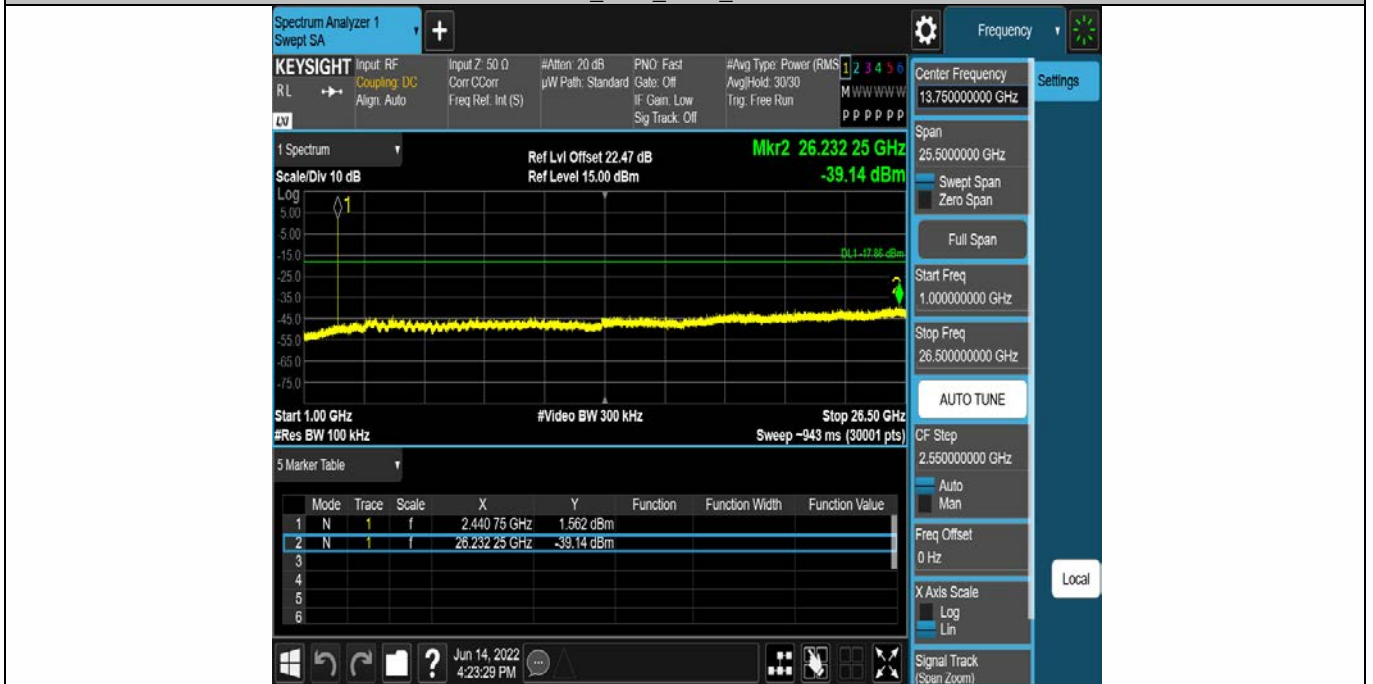 Spectrum Analyzer 1
Swept SA
+
Frequency
KEYSIGHT
RL
LXI
Input: RF
Coupling: DC
Align: Auto
Input Z: 50 Ω
Corr CCorr
Freq Ref: Int (S)
#Atten: 20 dB
µW Path: Standard
PNO: Fast
Gate: Off
IF Gain: Low
Sig Track: Off
#Avg Type: Power (RMS
Avg|Hold: 30/30
Trig: Free Run
1 2 3 4 5 6
M W W W W W
P P P P P P
1 Spectrum
Scale/Div 10 dB
Ref Lvl Offset 22.47 dB
Ref Level 15.00 dBm
Mkr2 26.232 25 GHz
-39.14 dBm
Log
5.00
-5.00
-15.0
-25.0
-35.0
-45.0
-55.0
-65.0
-75.0
1
DL1 -17.86 dBm
2
Start 1.00 GHz
#Res BW 100 kHz
#Video BW 300 kHz
Stop 26.50 GHz
Sweep ~943 ms (30001 pts)
5 Marker Table
Mode Trace Scale X Y Function Function Width Function Value
1 N 1 f 2.440 75 GHz 1.562 dBm
2 N 1 f 26.232 25 GHz -39.14 dBm
3
4
5
6
?
Jun 14, 2022
4:23:29 PM
Center Frequency
13.750000000 GHz
Settings
Span
25.5000000 GHz
Swept Span
Zero Span
Full Span
Start Freq
1.000000000 GHz
Stop Freq
26.500000000 GHz
AUTO TUNE
CF Step
2.550000000 GHz
Auto
Man
Freq Offset
0 Hz
X Axis Scale
Log
Lin
Local
Signal Track
(Span Zoom)